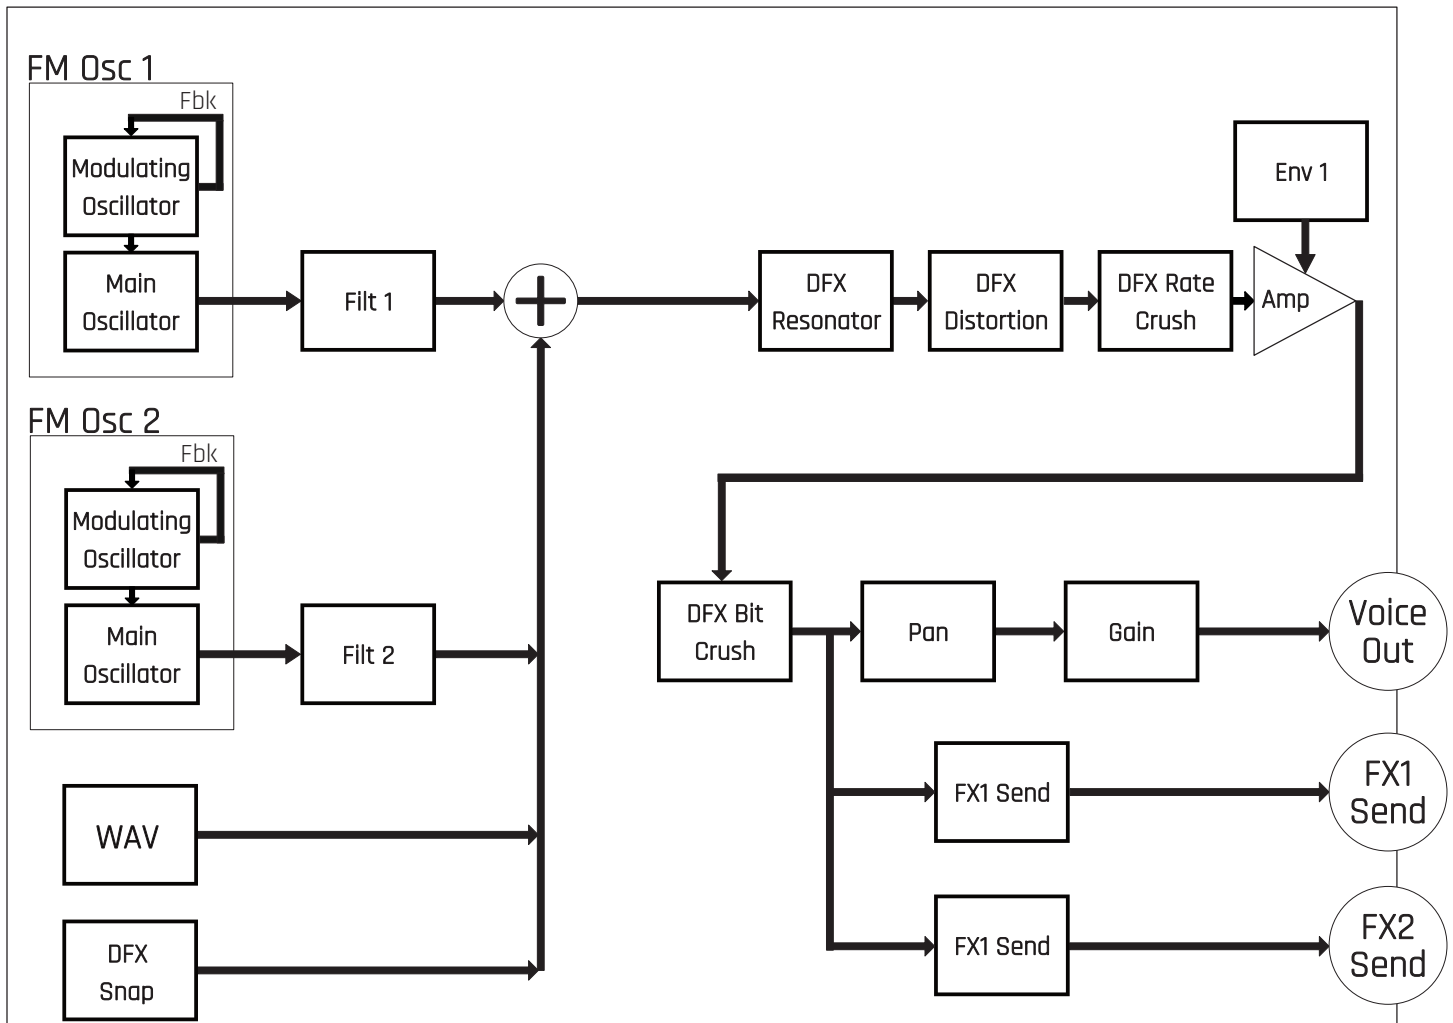 FM Osc 1
Fbk
Modulating
Oscillator
Main
Oscillator
Filt 1
DFX
Resonator
DFX
Distortion
DFX Rate
Crush
Env 1
Amp
FM Osc 2
Fbk
Modulating
Oscillator
Main
Oscillator
Filt 2
WAV
DFX
Snap
DFX Bit
Crush
Pan
Gain
Voice
Out
FX1 Send
FX1
Send
FX1 Send
FX2
Send